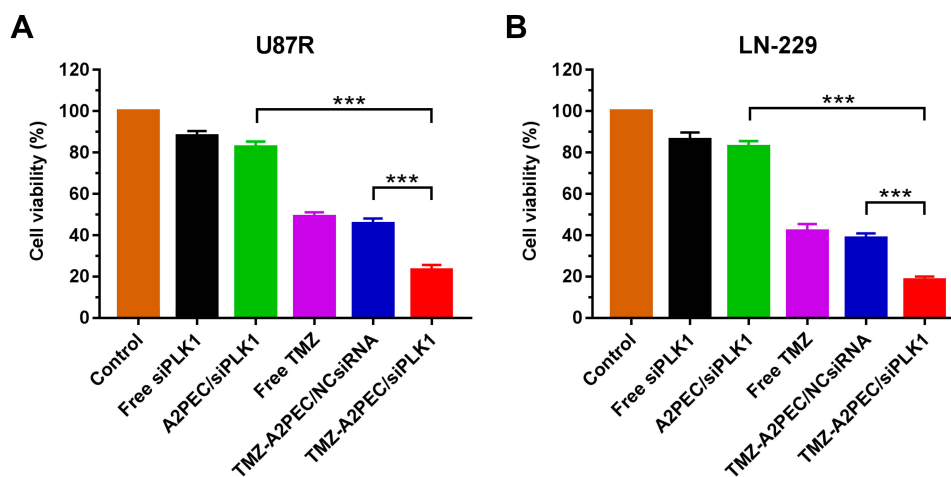 A
U87R
Cell viability (%)
120
100
80
60
40
20
0
***
***
Control
Free siPLK1
A2PEC/siPLK1
Free TMZ
TMZ-A2PEC/NCsiRNA
TMZ-A2PEC/siPLK1
B
LN-229
Cell viability (%)
120
100
80
60
40
20
0
***
***
Control
Free siPLK1
A2PEC/siPLK1
Free TMZ
TMZ-A2PEC/NCsiRNA
TMZ-A2PEC/siPLK1